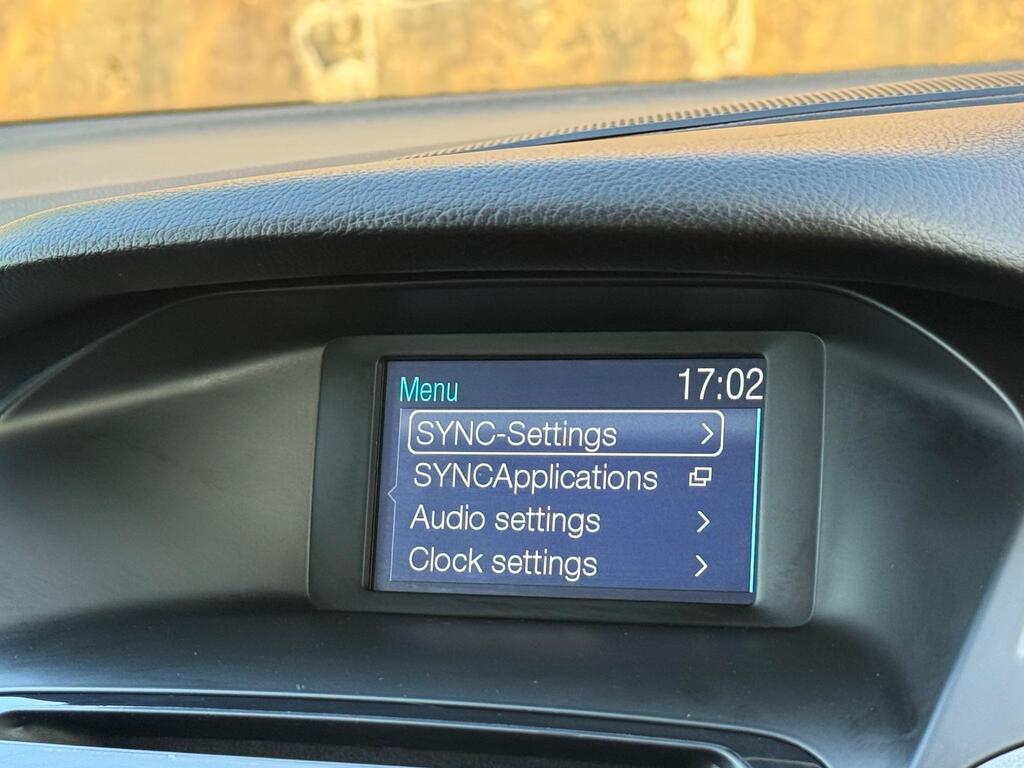 Menu 17:02
SYNC-Settings
SYNCApplications
Audio settings
Clock settings